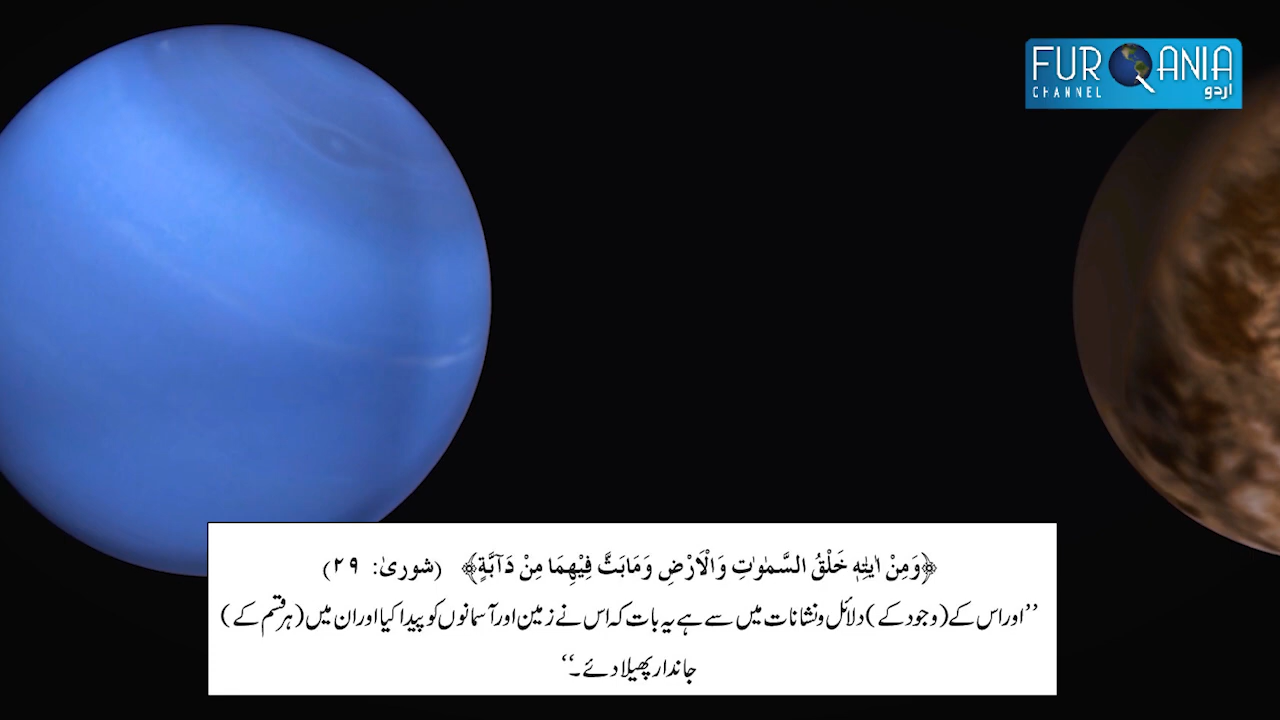 FURQANIA
CHANNEL اردو
﴿وَمِنْ اٰیٰتِهٖ خَلْقُ السَّمٰوٰتِ وَالْاَرْضِ وَمَابَثَّ فِیْهِمَا مِنْ دَآبَّةٍ﴾ (شوریٰ: ۲۹)
’’اور اس کے (وجود کے) دلائل و نشانات میں سے ہے یہ بات کہ اس نے زمین اور آسمانوں کو پیدا کیا اور ان میں (ہر قسم کے)
جاندار پھیلا دئے۔‘‘